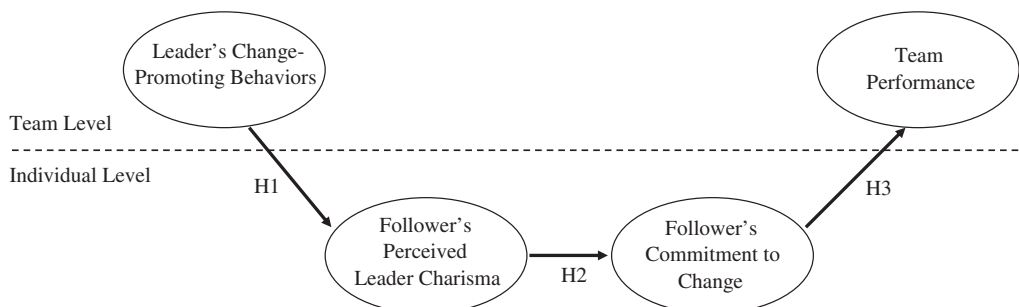 Leader’s Change-
Promoting Behaviors
Team
Performance
Team Level
Individual Level
H1
H3
Follower’s
Perceived
Leader Charisma
H2
Follower’s
Commitment to
Change